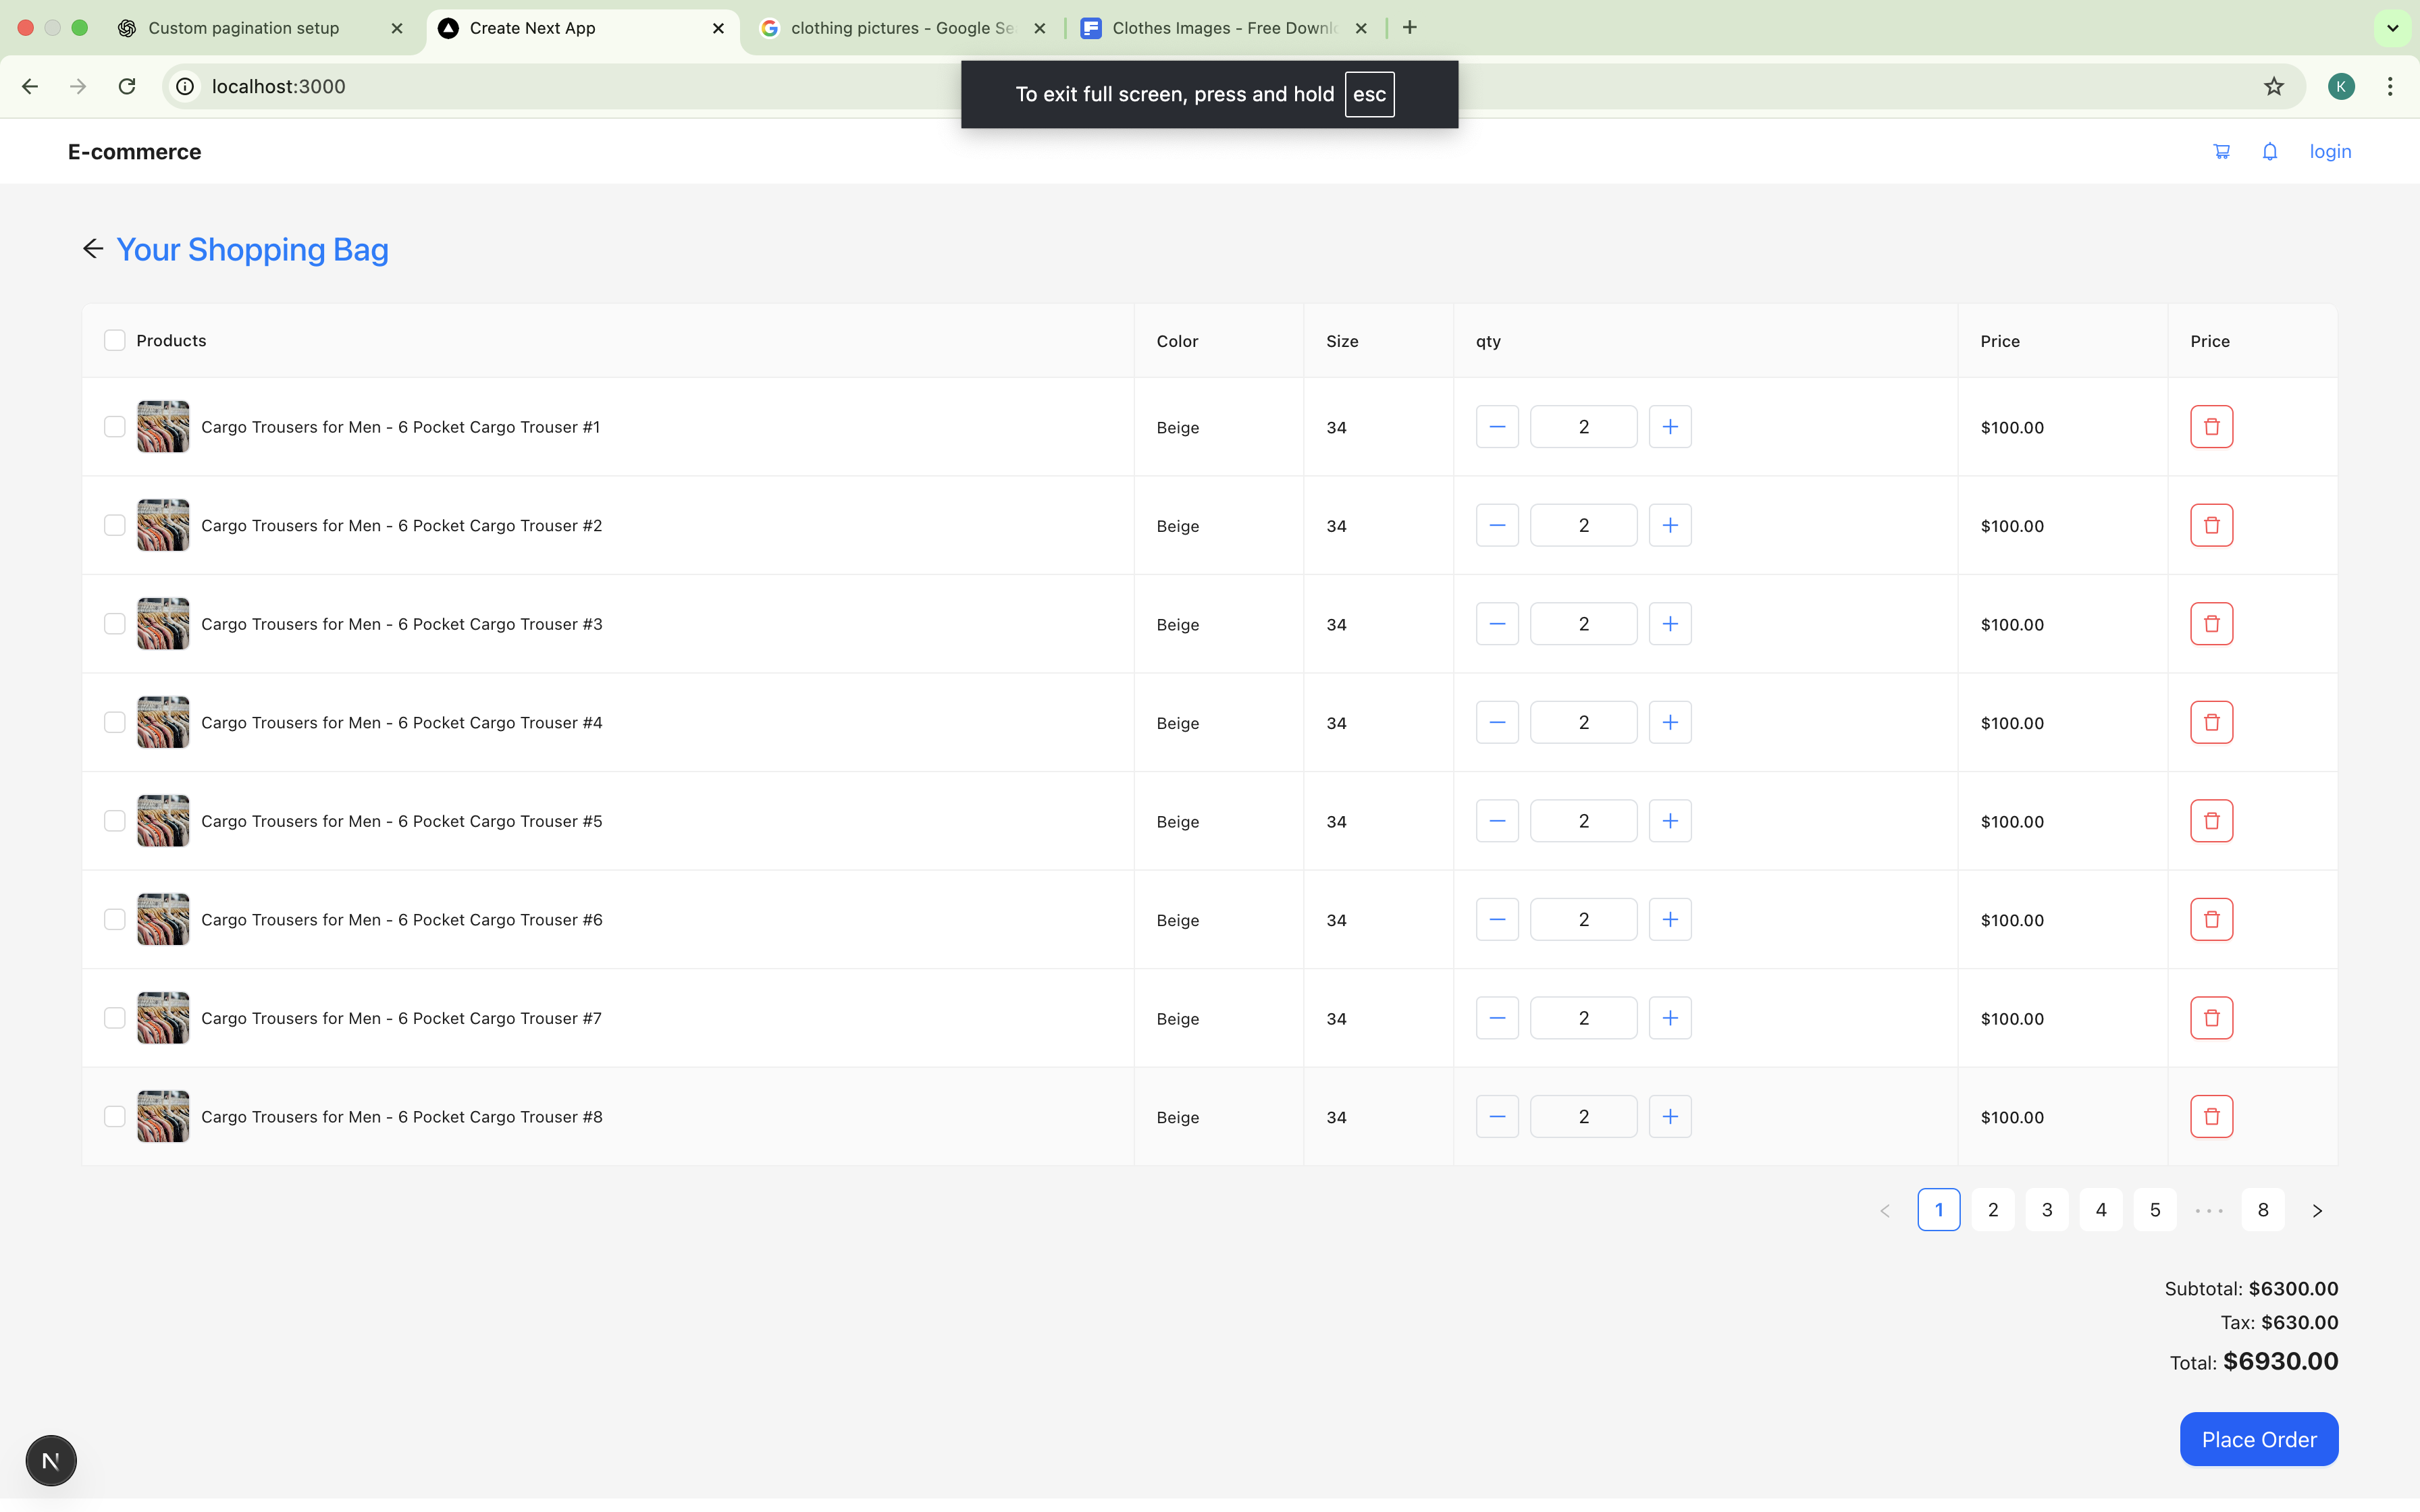 Custom pagination setup
Create Next App
clothing pictures - Google Se
Clothes Images - Free Downl
localhost:3000
K
To exit full screen, press and hold esc
E-commerce
login
Your Shopping Bag
Products Color Size qty Price Price
Cargo Trousers for Men - 6 Pocket Cargo Trouser #1 Beige 34 2 $100.00
Cargo Trousers for Men - 6 Pocket Cargo Trouser #2 Beige 34 2 $100.00
Cargo Trousers for Men - 6 Pocket Cargo Trouser #3 Beige 34 2 $100.00
Cargo Trousers for Men - 6 Pocket Cargo Trouser #4 Beige 34 2 $100.00
Cargo Trousers for Men - 6 Pocket Cargo Trouser #5 Beige 34 2 $100.00
Cargo Trousers for Men - 6 Pocket Cargo Trouser #6 Beige 34 2 $100.00
Cargo Trousers for Men - 6 Pocket Cargo Trouser #7 Beige 34 2 $100.00
Cargo Trousers for Men - 6 Pocket Cargo Trouser #8 Beige 34 2 $100.00
1 2 3 4 5 ··· 8
Subtotal: $6300.00
Tax: $630.00
Total: $6930.00
Place Order
N